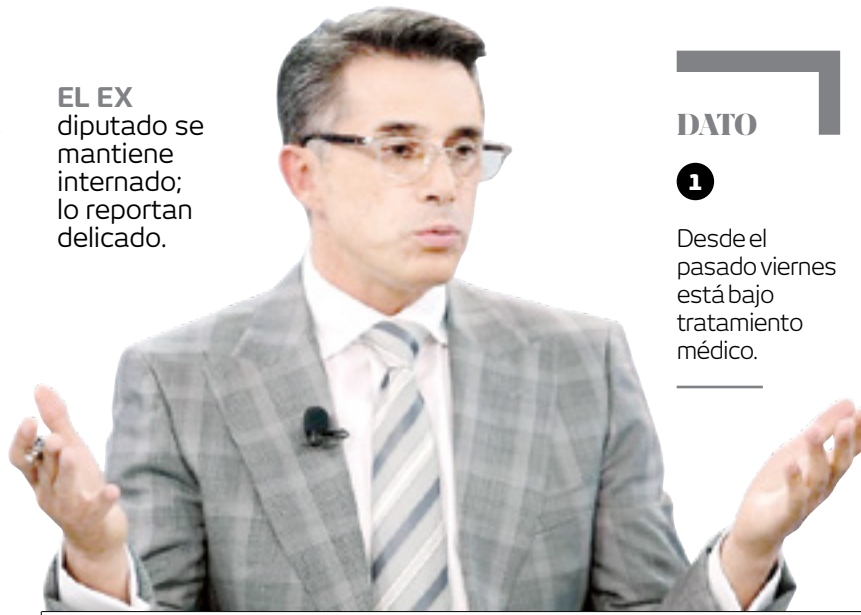 EL EX
diputado se
mantiene
internado;
lo reportan
delicado.
DATO
1
Desde el
pasado viernes
está bajo
tratamiento
médico.